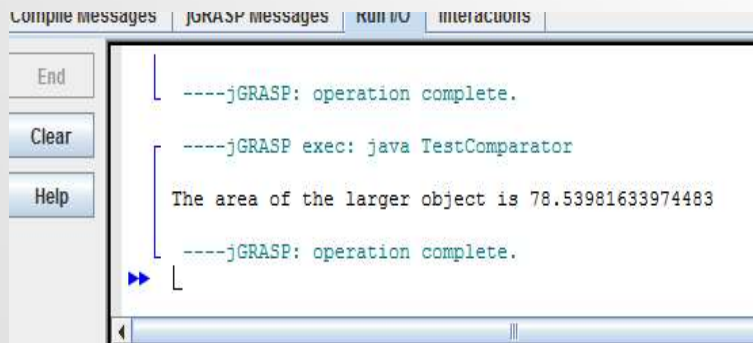 Compile Messages jGRASP Messages Run I/O Interactions
End
----jGRASP: operation complete.
Clear
----jGRASP exec: java TestComparator
Help
The area of the larger object is 78.53981633974483
----jGRASP: operation complete.